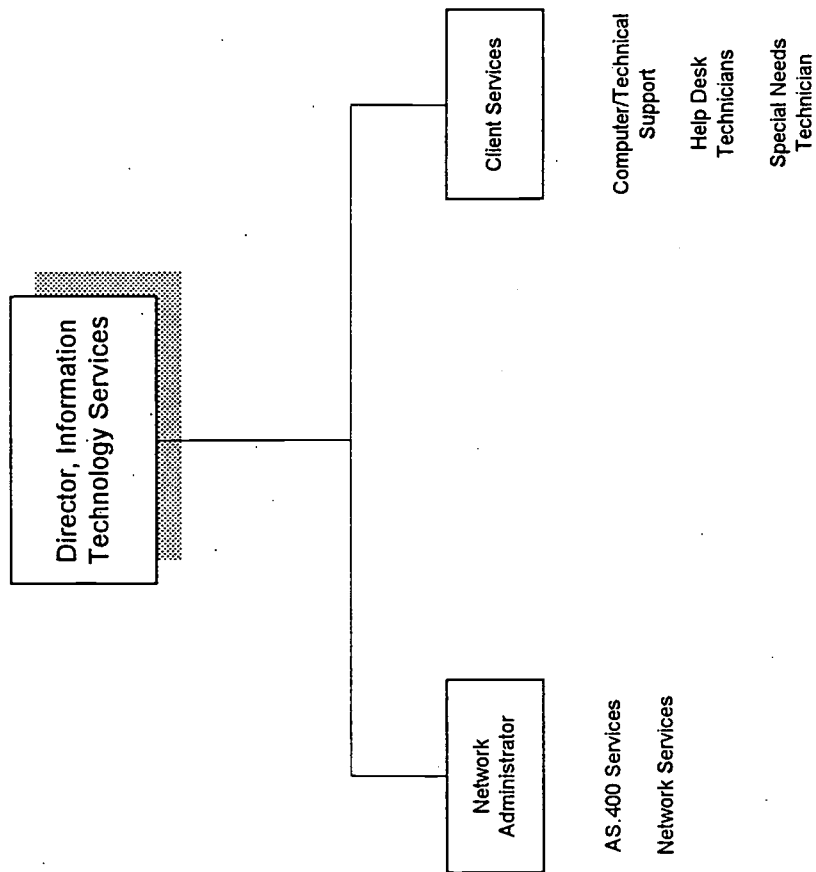 Director, Information
Technology Services
Network
Administrator
AS.400 Services
Network Services
Client Services
Computer/Technical
Support
Help Desk
Technicians
Special Needs
Technician